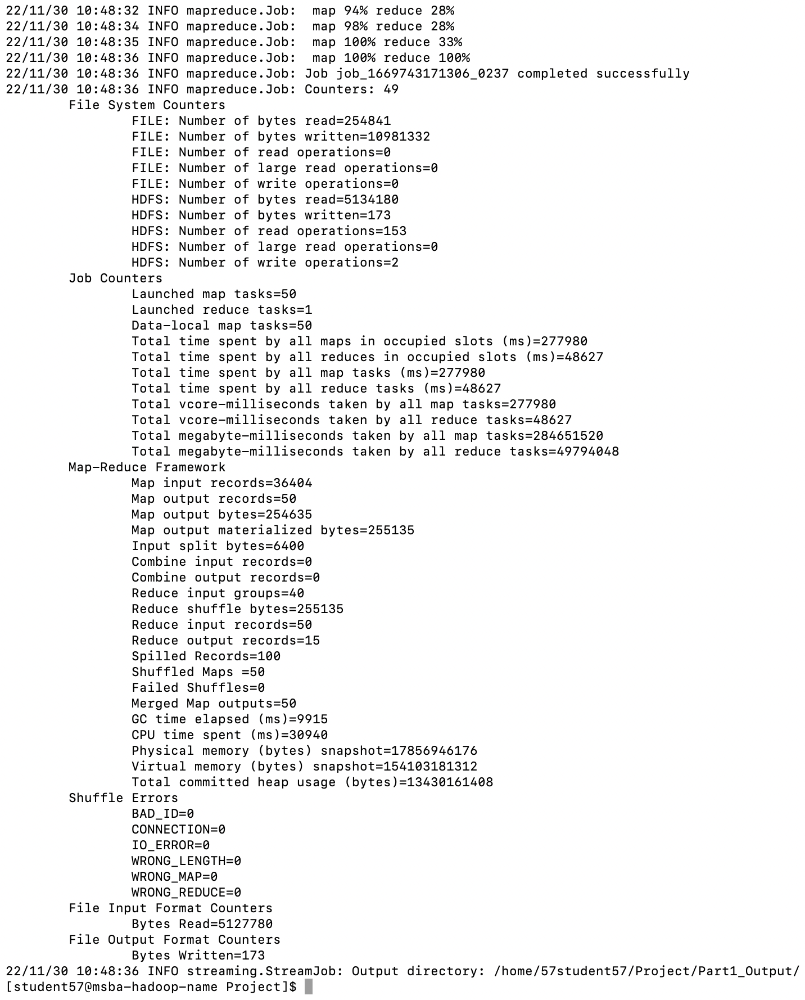 22/11/30 10:48:32 INFO mapreduce.Job:  map 94% reduce 28%
22/11/30 10:48:34 INFO mapreduce.Job:  map 98% reduce 28%
22/11/30 10:48:35 INFO mapreduce.Job:  map 100% reduce 33%
22/11/30 10:48:36 INFO mapreduce.Job:  map 100% reduce 100%
22/11/30 10:48:36 INFO mapreduce.Job: Job job_1669743171306_0237 completed successfully
22/11/30 10:48:36 INFO mapreduce.Job: Counters: 49
        File System Counters
                FILE: Number of bytes read=254841
                FILE: Number of bytes written=10981332
                FILE: Number of read operations=0
                FILE: Number of large read operations=0
                FILE: Number of write operations=0
                HDFS: Number of bytes read=5134180
                HDFS: Number of bytes written=173
                HDFS: Number of read operations=153
                HDFS: Number of large read operations=0
                HDFS: Number of write operations=2
        Job Counters
                Launched map tasks=50
                Launched reduce tasks=1
                Data-local map tasks=50
                Total time spent by all maps in occupied slots (ms)=277980
                Total time spent by all reduces in occupied slots (ms)=48627
                Total time spent by all map tasks (ms)=277980
                Total time spent by all reduce tasks (ms)=48627
                Total vcore-milliseconds taken by all map tasks=277980
                Total vcore-milliseconds taken by all reduce tasks=48627
                Total megabyte-milliseconds taken by all map tasks=284651520
                Total megabyte-milliseconds taken by all reduce tasks=49794048
        Map-Reduce Framework
                Map input records=36404
                Map output records=50
                Map output bytes=254635
                Map output materialized bytes=255135
                Input split bytes=6400
                Combine input records=0
                Combine output records=0
                Reduce input groups=40
                Reduce shuffle bytes=255135
                Reduce input records=50
                Reduce output records=15
                Spilled Records=100
                Shuffled Maps =50
                Failed Shuffles=0
                Merged Map outputs=50
                GC time elapsed (ms)=9915
                CPU time spent (ms)=30940
                Physical memory (bytes) snapshot=17856946176
                Virtual memory (bytes) snapshot=154103181312
                Total committed heap usage (bytes)=13430161408
        Shuffle Errors
                BAD_ID=0
                CONNECTION=0
                IO_ERROR=0
                WRONG_LENGTH=0
                WRONG_MAP=0
                WRONG_REDUCE=0
        File Input Format Counters
                Bytes Read=5127780
        File Output Format Counters
                Bytes Written=173
22/11/30 10:48:36 INFO streaming.StreamJob: Output directory: /home/57student57/Project/Part1_Output/
[student57@msba-hadoop-name Project]$